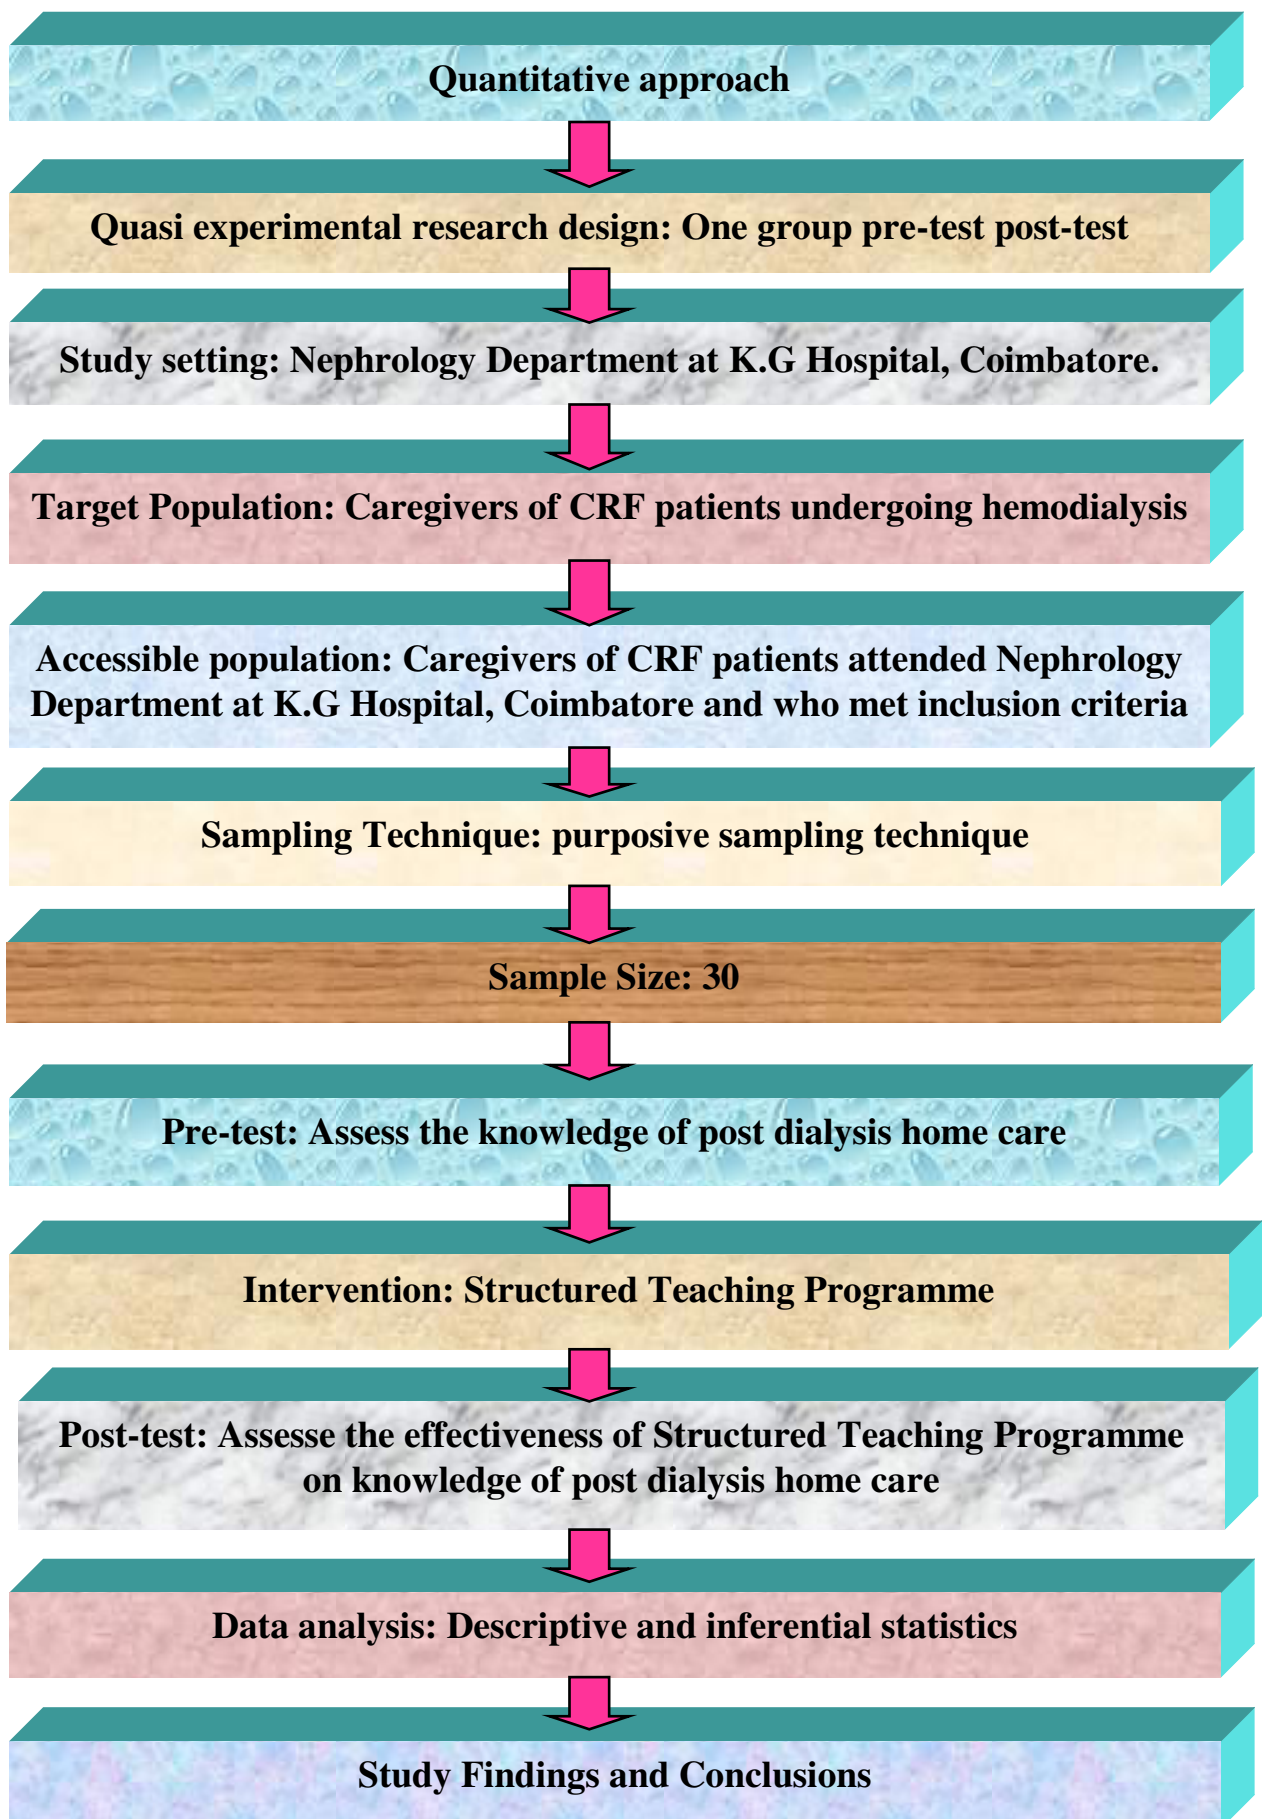 Quantitative approach
Quasi experimental research design: One group pre-test post-test
Study setting: Nephrology Department at K.G Hospital, Coimbatore.
Target Population: Caregivers of CRF patients undergoing hemodialysis
Accessible population: Caregivers of CRF patients attended Nephrology
Department at K.G Hospital, Coimbatore and who met inclusion criteria
Sampling Technique: purposive sampling technique
Sample Size: 30
Pre-test: Assess the knowledge of post dialysis home care
Intervention: Structured Teaching Programme
Post-test: Assesse the effectiveness of Structured Teaching Programme
on knowledge of post dialysis home care
Data analysis: Descriptive and inferential statistics
Study Findings and Conclusions